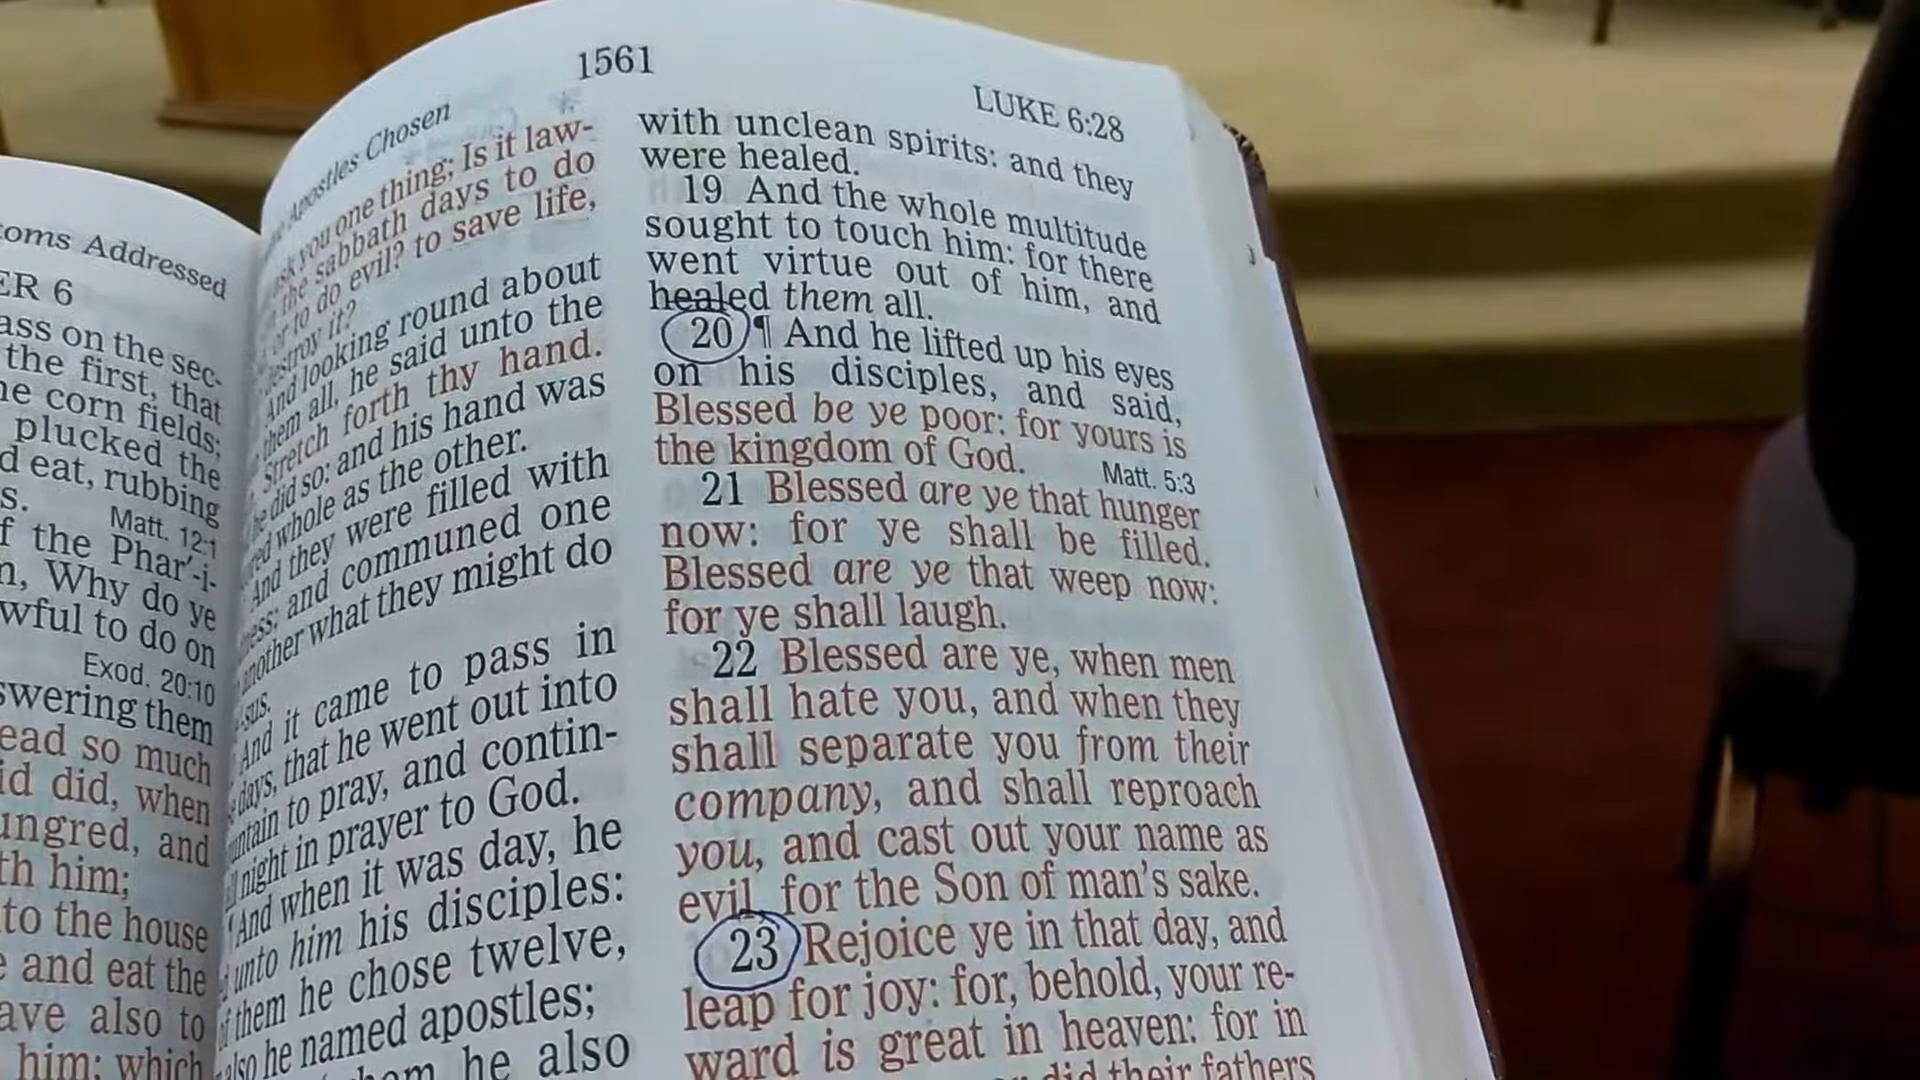 oms Addressed
ER 6
ass on the sec-
the first, that
he corn fields;
plucked the
d eat, rubbing
s. Matt. 12:1
f the Phar′-i-
n, Why do ye
wful to do on
Exod. 20:10
swering them
ead so much
id did, when
ungred, and
th him;
to the house
e and eat the
ave also to
him; which
1561
Apostles Chosen
ask you one thing; Is it law-
the sabbath days to do
or to do evil? to save life,
destroy it?
And looking round about
them all, he said unto the
Stretch forth thy hand.
he did so: and his hand was
whole as the other.
And they were filled with
ness; and communed one
another what they might do
sus.
And it came to pass in
days, that he went out into
untain to pray, and contin-
all night in prayer to God.
And when it was day, he
unto him his disciples:
of them he chose twelve,
also he named apostles;
he also
LUKE 6:28
with unclean spirits: and they
were healed.
19 And the whole multitude
sought to touch him: for there
went virtue out of him, and
healed them all.
20 ¶ And he lifted up his eyes
on his disciples, and said,
Blessed be ye poor: for yours is
the kingdom of God. Matt. 5:3
21 Blessed are ye that hunger
now: for ye shall be filled.
Blessed are ye that weep now:
for ye shall laugh.
22 Blessed are ye, when men
shall hate you, and when they
shall separate you from their
company, and shall reproach
you, and cast out your name as
evil, for the Son of man's sake.
23 Rejoice ye in that day, and
leap for joy: for, behold, your re-
ward is great in heaven: for in
did their fathers